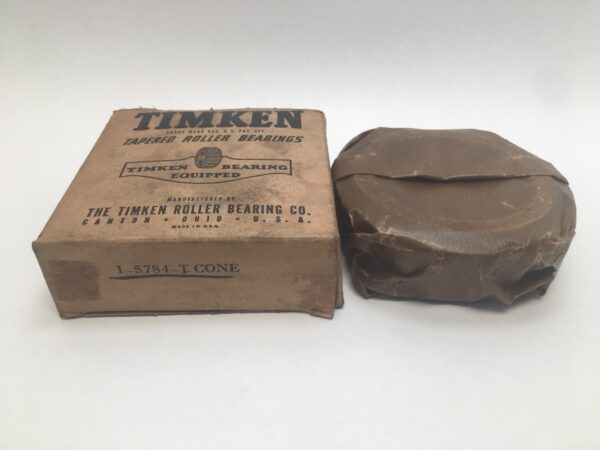 TIMKEN
TRADE MARK REG. U.S. PAT. OFF.
TAPERED ROLLER BEARINGS
TIMKEN BEARING
EQUIPPED
MANUFACTURED BY
THE TIMKEN ROLLER BEARING CO.
CANTON • OHIO • U.S.A.
MADE IN U.S.A.
1-5784-T CONE